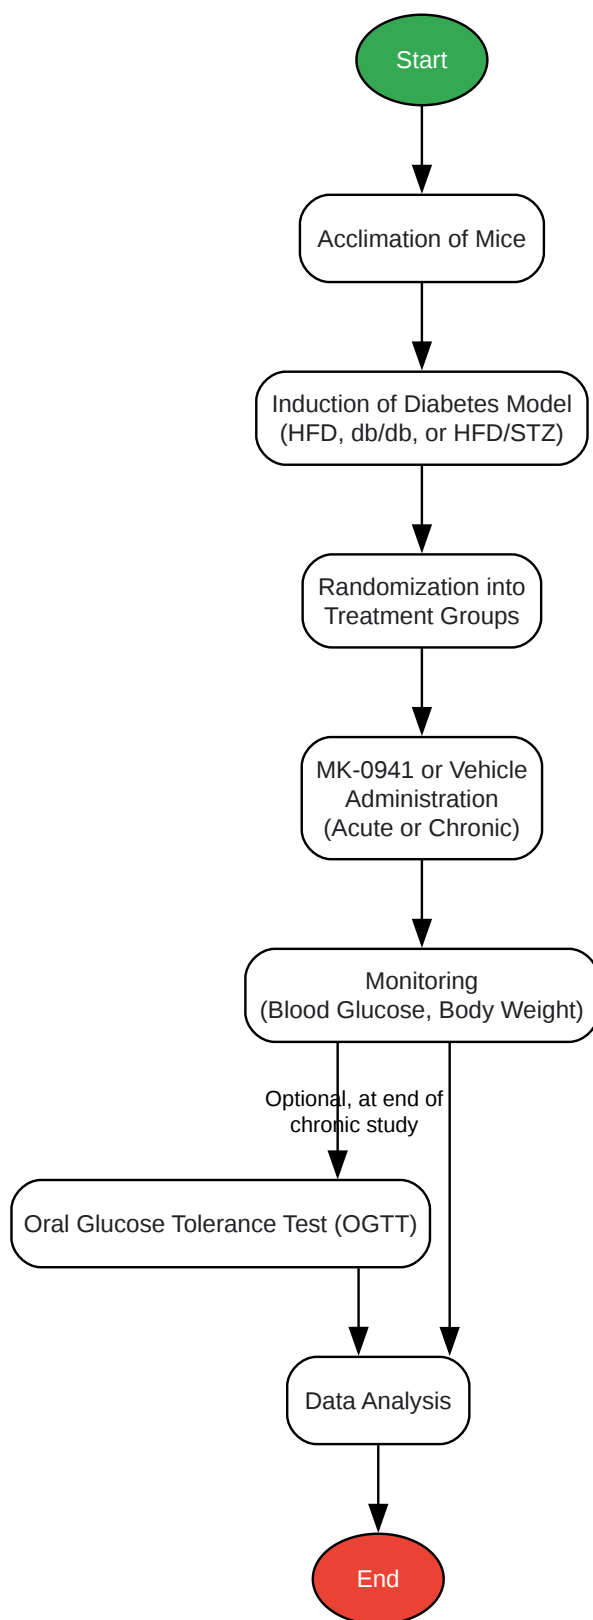 Start
Acclimation of Mice
Induction of Diabetes Model
(HFD, db/db, or HFD/STZ)
Randomization into
Treatment Groups
MK-0941 or Vehicle
Administration
(Acute or Chronic)
Monitoring
(Blood Glucose, Body Weight)
Optional, at end of
chronic study
Oral Glucose Tolerance Test (OGTT)
Data Analysis
End